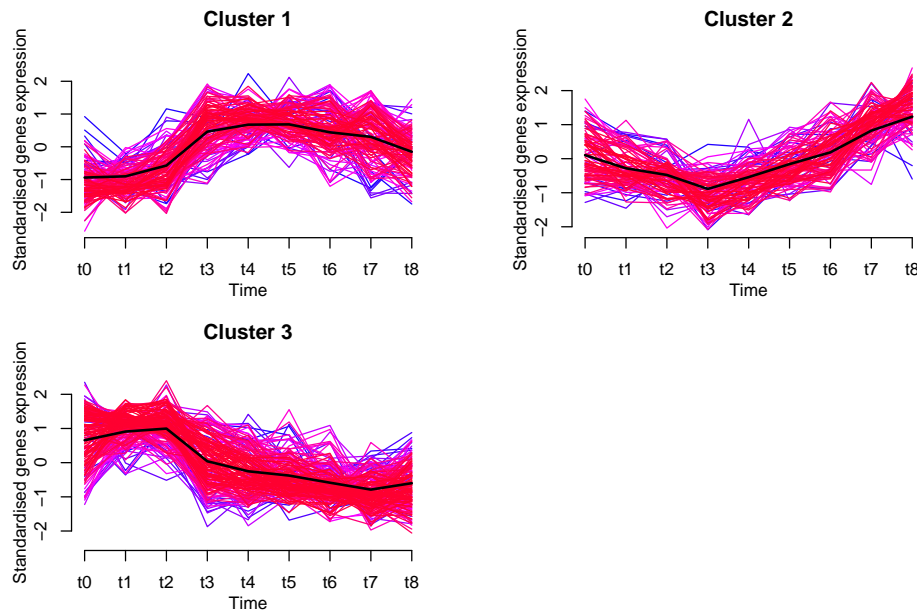 Cluster 1
Standardised genes expression
2
1
0
−1
−2
t0 t1 t2 t3 t4 t5 t6 t7 t8
Time
Cluster 2
Standardised genes expression
2
1
0
−1
−2
t0 t1 t2 t3 t4 t5 t6 t7 t8
Time
Cluster 3
Standardised genes expression
2
1
0
−1
−2
t0 t1 t2 t3 t4 t5 t6 t7 t8
Time